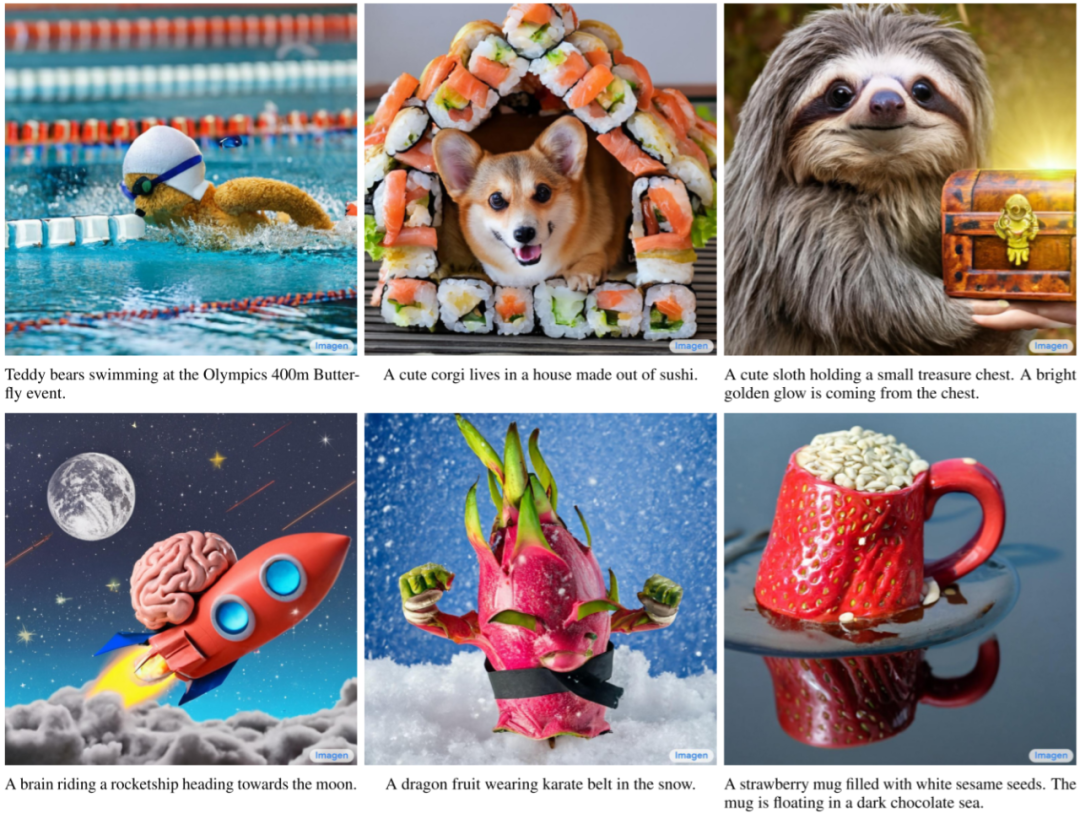 Imagen
Imagen
Imagen
Teddy bears swimming at the Olympics 400m Butter-
fly event.
A cute corgi lives in a house made out of sushi.
A cute sloth holding a small treasure chest. A bright
golden glow is coming from the chest.
Imagen
Imagen
Imagen
A brain riding a rocketship heading towards the moon.
A dragon fruit wearing karate belt in the snow.
A strawberry mug filled with white sesame seeds. The
mug is floating in a dark chocolate sea.